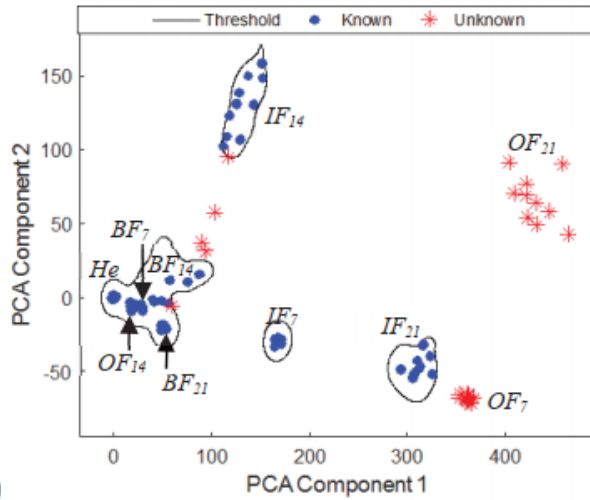 Threshold Known Unknown
PCA Component 2
150
100
50
0
-50
IF14
OF21
BF7
He
BF14
IF7
IF21
OF14
BF21
OF7
0 100 200 300 400
PCA Component 1